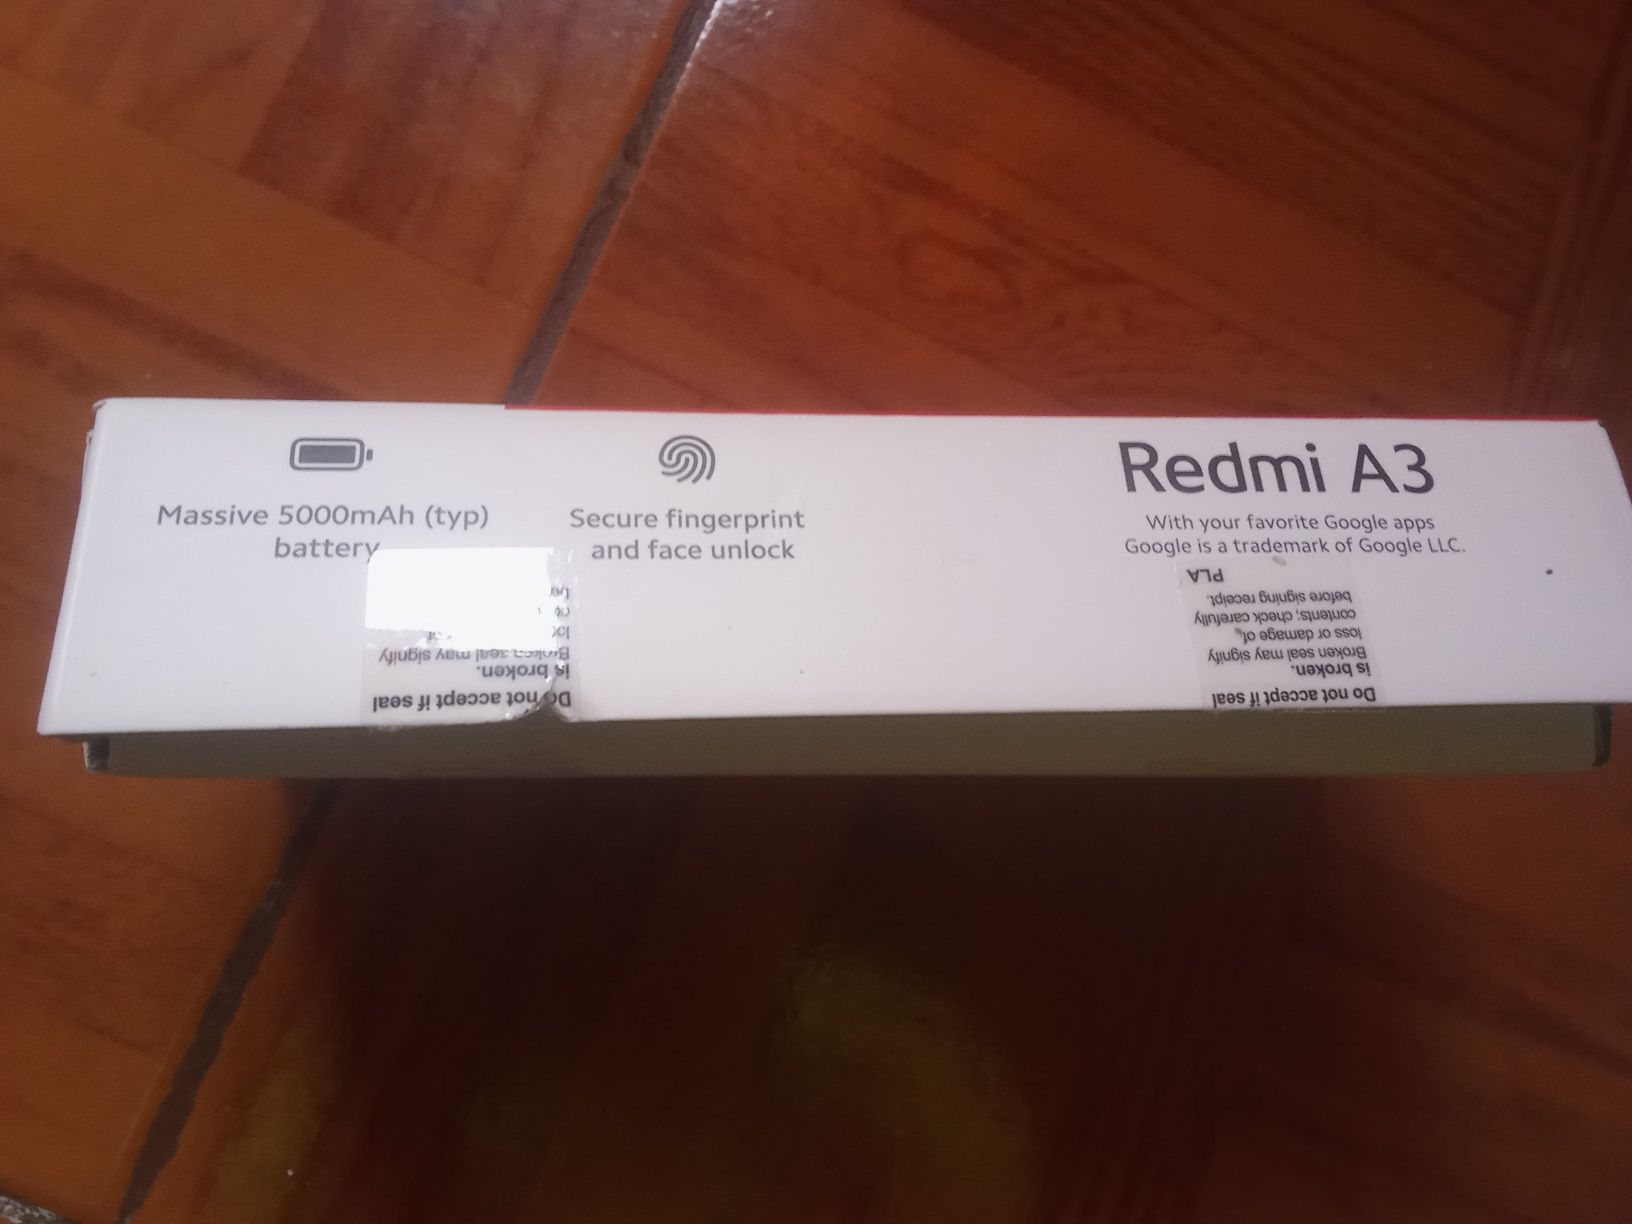 Massive 5000mAh (typ)
battery
Secure fingerprint
and face unlock
Redmi A3
With your favorite Google apps
Google is a trademark of Google LLC.
Do not accept if seal
is broken.
Broken seal may signify
Do not accept if seal
is broken.
Broken seal may signify
loss or damage of
contents; check carefully
before signing receipt.
PLA